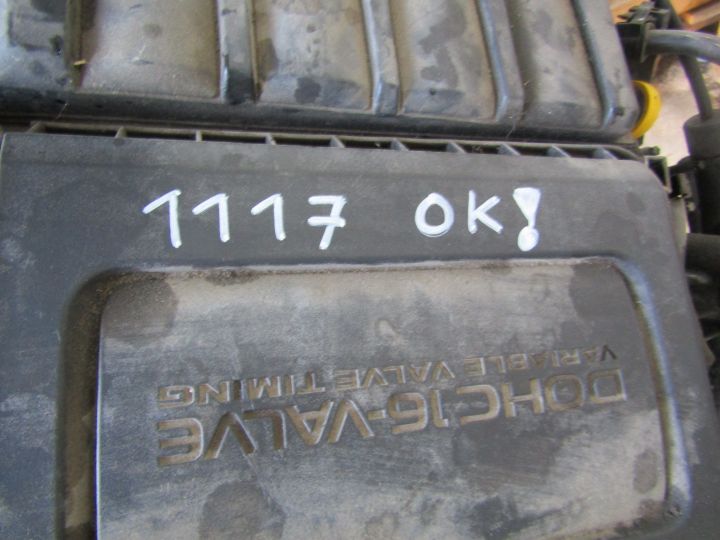 1117 OK!
DOHC 16-VALVE
VARIABLE VALVE TIMING